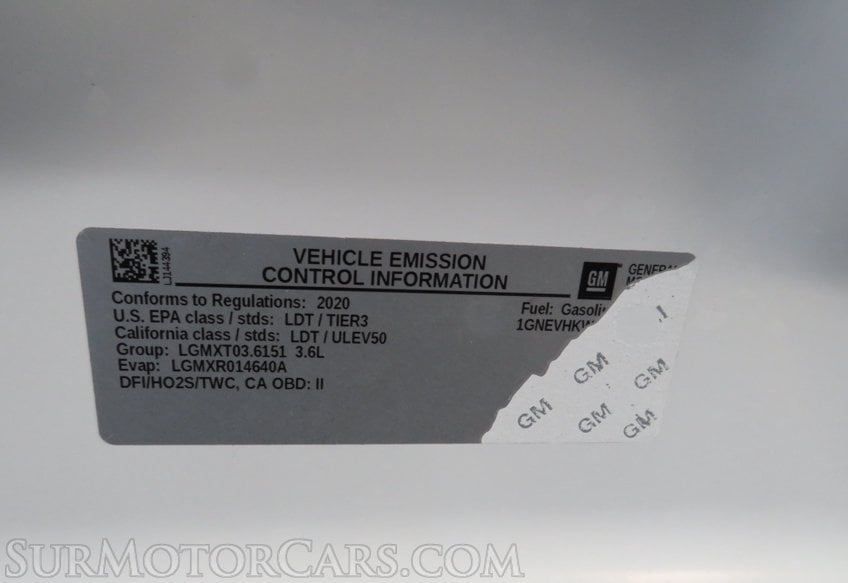 VEHICLE EMISSION
CONTROL INFORMATION
GM
LJ144394
Conforms to Regulations: 2020
U.S. EPA class / stds: LDT / TIER3
California class / stds: LDT / ULEV50
Group: LGMXT03.6151 3.6L
Evap: LGMXR014640A
DFI/HO2S/TWC, CA OBD: II
Fuel:
GM
GM
GM
GM
GM
SurMotorCars.com